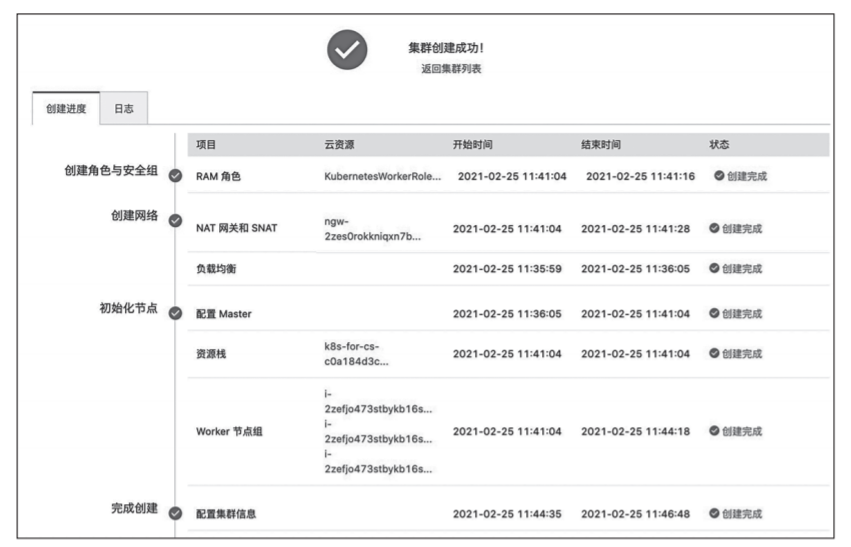 集群创建成功!
返回集群列表
创建进度 日志
项目 云资源 开始时间 结束时间 状态
创建角色与安全组 RAM 角色 KubernetesWorkerRole... 2021-02-25 11:41:04 2021-02-25 11:41:16 创建完成
创建网络
NAT 网关和 SNAT ngw-
2zes0rokkniqxn7b... 2021-02-25 11:41:04 2021-02-25 11:41:28 创建完成
负载均衡 2021-02-25 11:35:59 2021-02-25 11:36:05 创建完成
初始化节点 配置 Master 2021-02-25 11:36:05 2021-02-25 11:41:04 创建完成
资源栈 k8s-for-cs-
c0a184d3c... 2021-02-25 11:41:04 2021-02-25 11:41:04 创建完成
i-
2zefjo473stbykb16s...
i-
Worker 节点组 2zefjo473stbykb16s... 2021-02-25 11:41:04 2021-02-25 11:44:18 创建完成
i-
2zefjo473stbykb16s...
完成创建 配置集群信息 2021-02-25 11:44:35 2021-02-25 11:46:48 创建完成